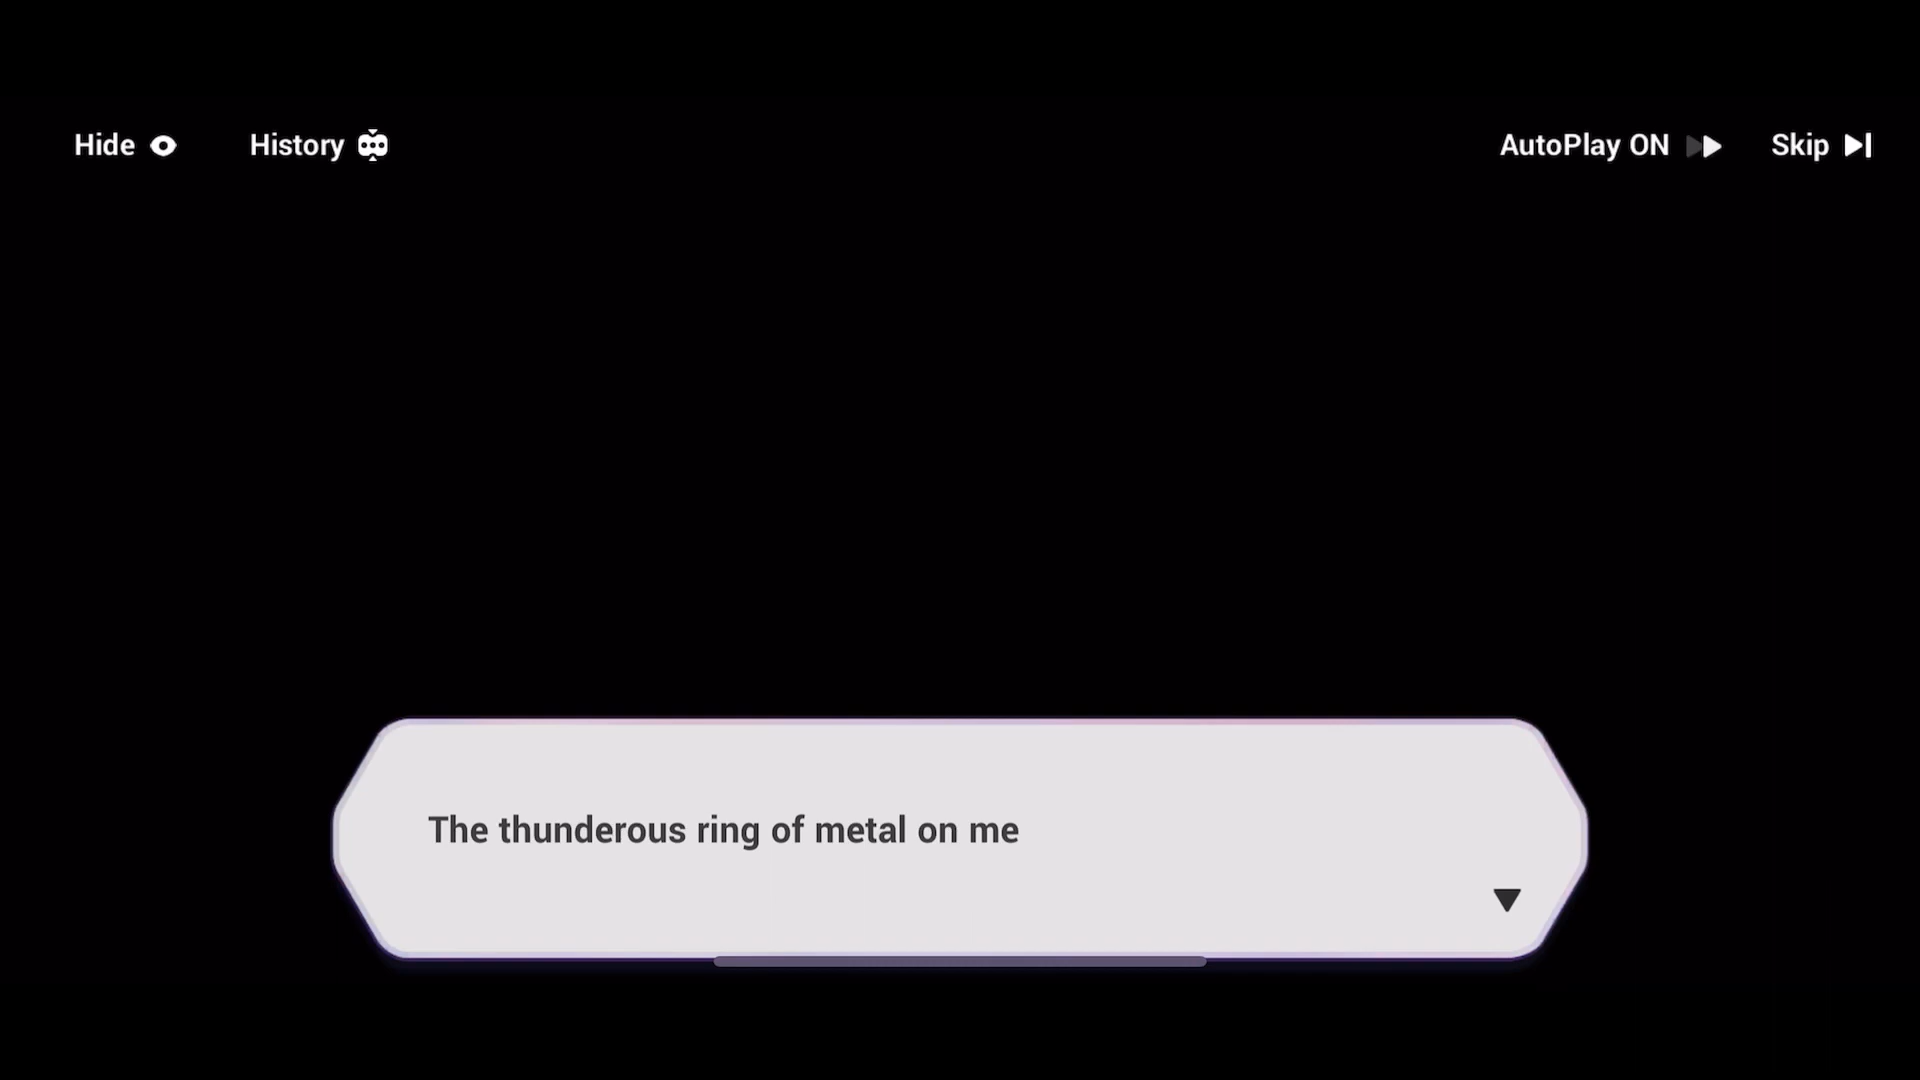 Hide
History
AutoPlay ON
Skip
The thunderous ring of metal on me